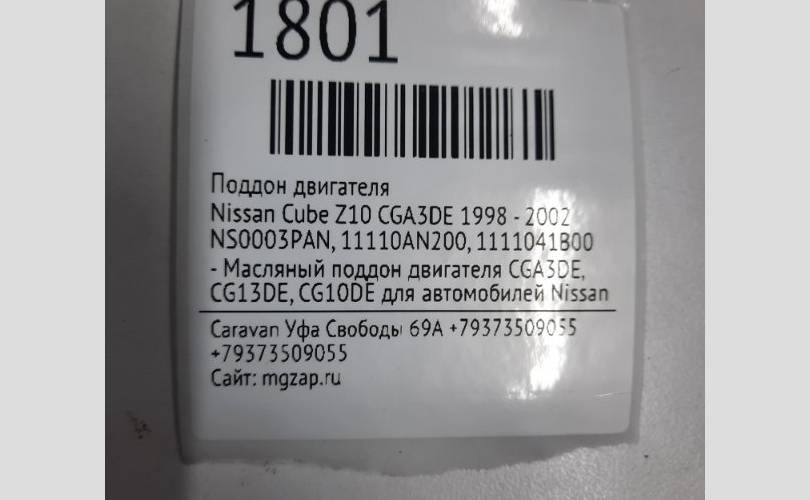 1801
Поддон двигателя
Nissan Cube Z10 CGA3DE 1998 - 2002
NS0003PAN, 11110AN200, 1111041B00
- Масляный поддон двигателя CGA3DE,
CG13DE, CG10DE для автомобилей Nissan
Caravan Уфа Свободы 69А +79373509055
+79373509055
Сайт: mgzap.ru